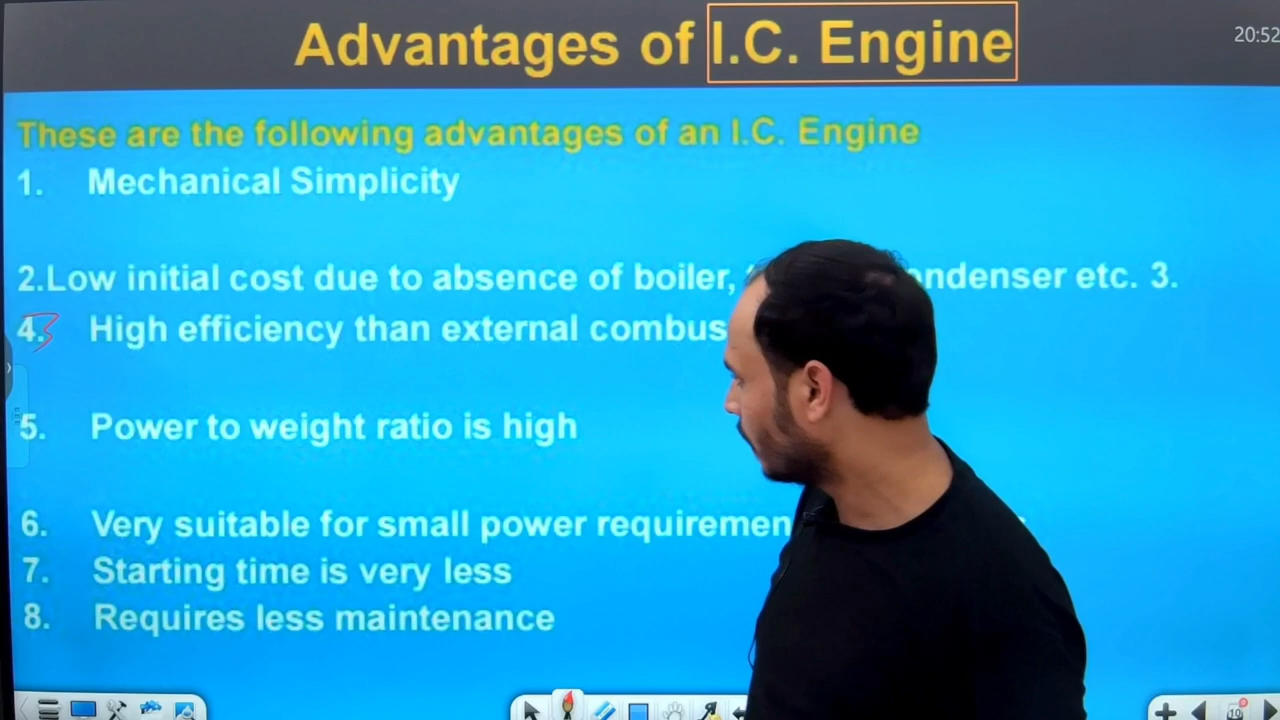 Advantages of I.C. Engine
20:52
These are the following advantages of an I.C. Engine
1. Mechanical Simplicity
2.Low initial cost due to absence of boiler, ndenser etc. 3.
4. 3 High efficiency than external combus
5. Power to weight ratio is high
6. Very suitable for small power requiremen
7. Starting time is very less
8. Requires less maintenance